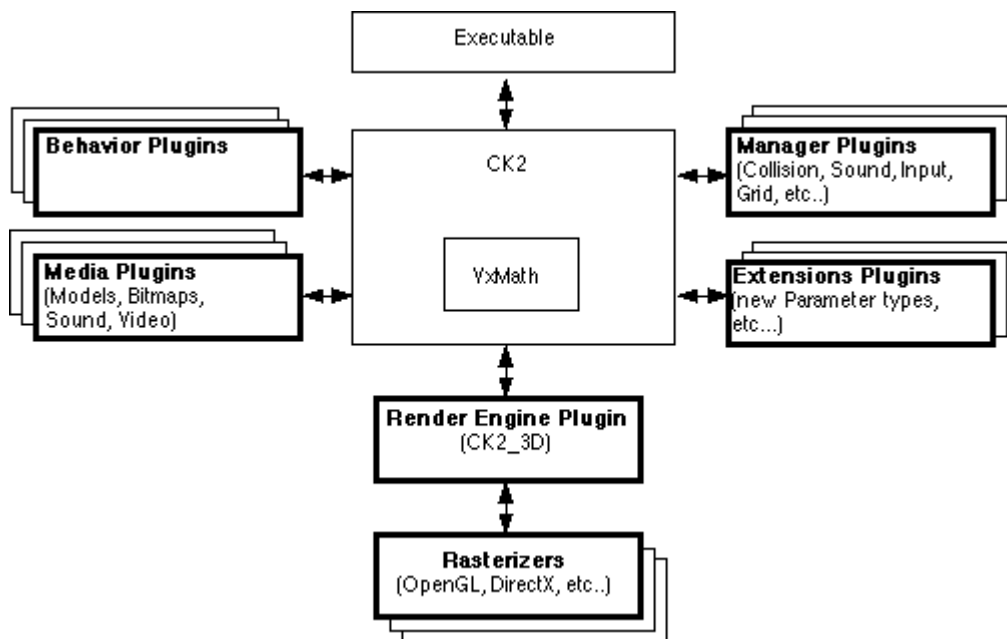 Executable
Behavior Plugins
CK2
Manager Plugins
(Collision, Sound, Input,
Grid, etc..)
Media Plugins
(Models, Bitmaps,
Sound, Video)
VxMath
Extensions Plugins
(new Parameter types,
etc...)
Render Engine Plugin
(CK2_3D)
Rasterizers
(OpenGL, DirectX, etc..)